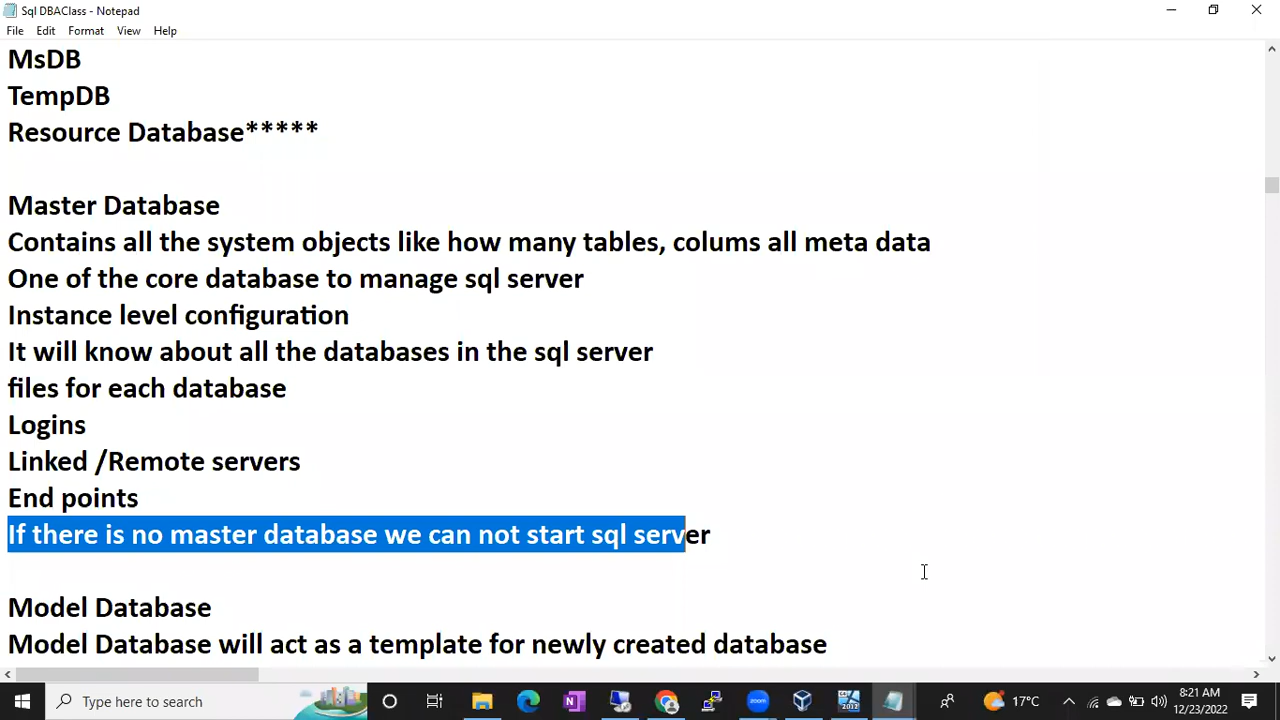 Sql DBAClass - Notepad
File Edit Format View Help
MsDB
TempDB
Resource Database*****
Master Database
Contains all the system objects like how many tables, colums all meta data
One of the core database to manage sql server
Instance level configuration
It will know about all the databases in the sql server
files for each database
Logins
Linked /Remote servers
End points
If there is no master database we can not start sql server
Model Database
Model Database will act as a template for newly created database
Type here to search
zoom
2017
17°C
8:21 AM
12/23/2022